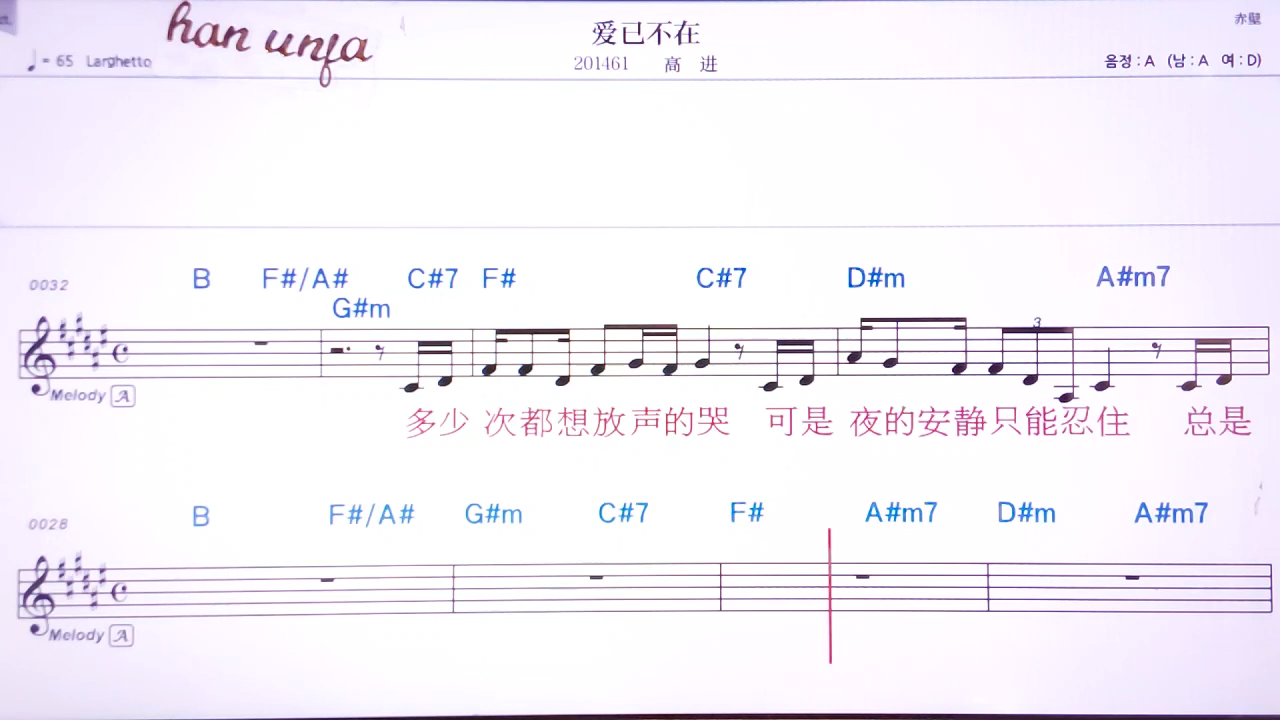 han unfa
爱已不在
赤壁
♩= 65 Larghetto
201461 高 进
음정 : A (남 : A 여 : D)
0032
B F#/A# G#m C#7 F# C#7 D#m A#m7
3
Melody A
多少 次都想放声的哭 可是 夜的安静只能忍住 总是
0028
B F#/A# G#m C#7 F# A#m7 D#m A#m7
Melody A